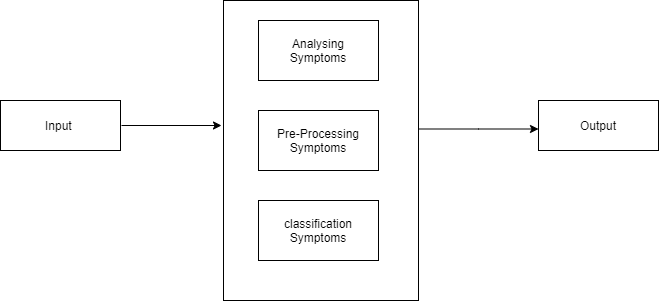 Input
Analysing
Symptoms
Pre-Processing
Symptoms
classification
Symptoms
Output